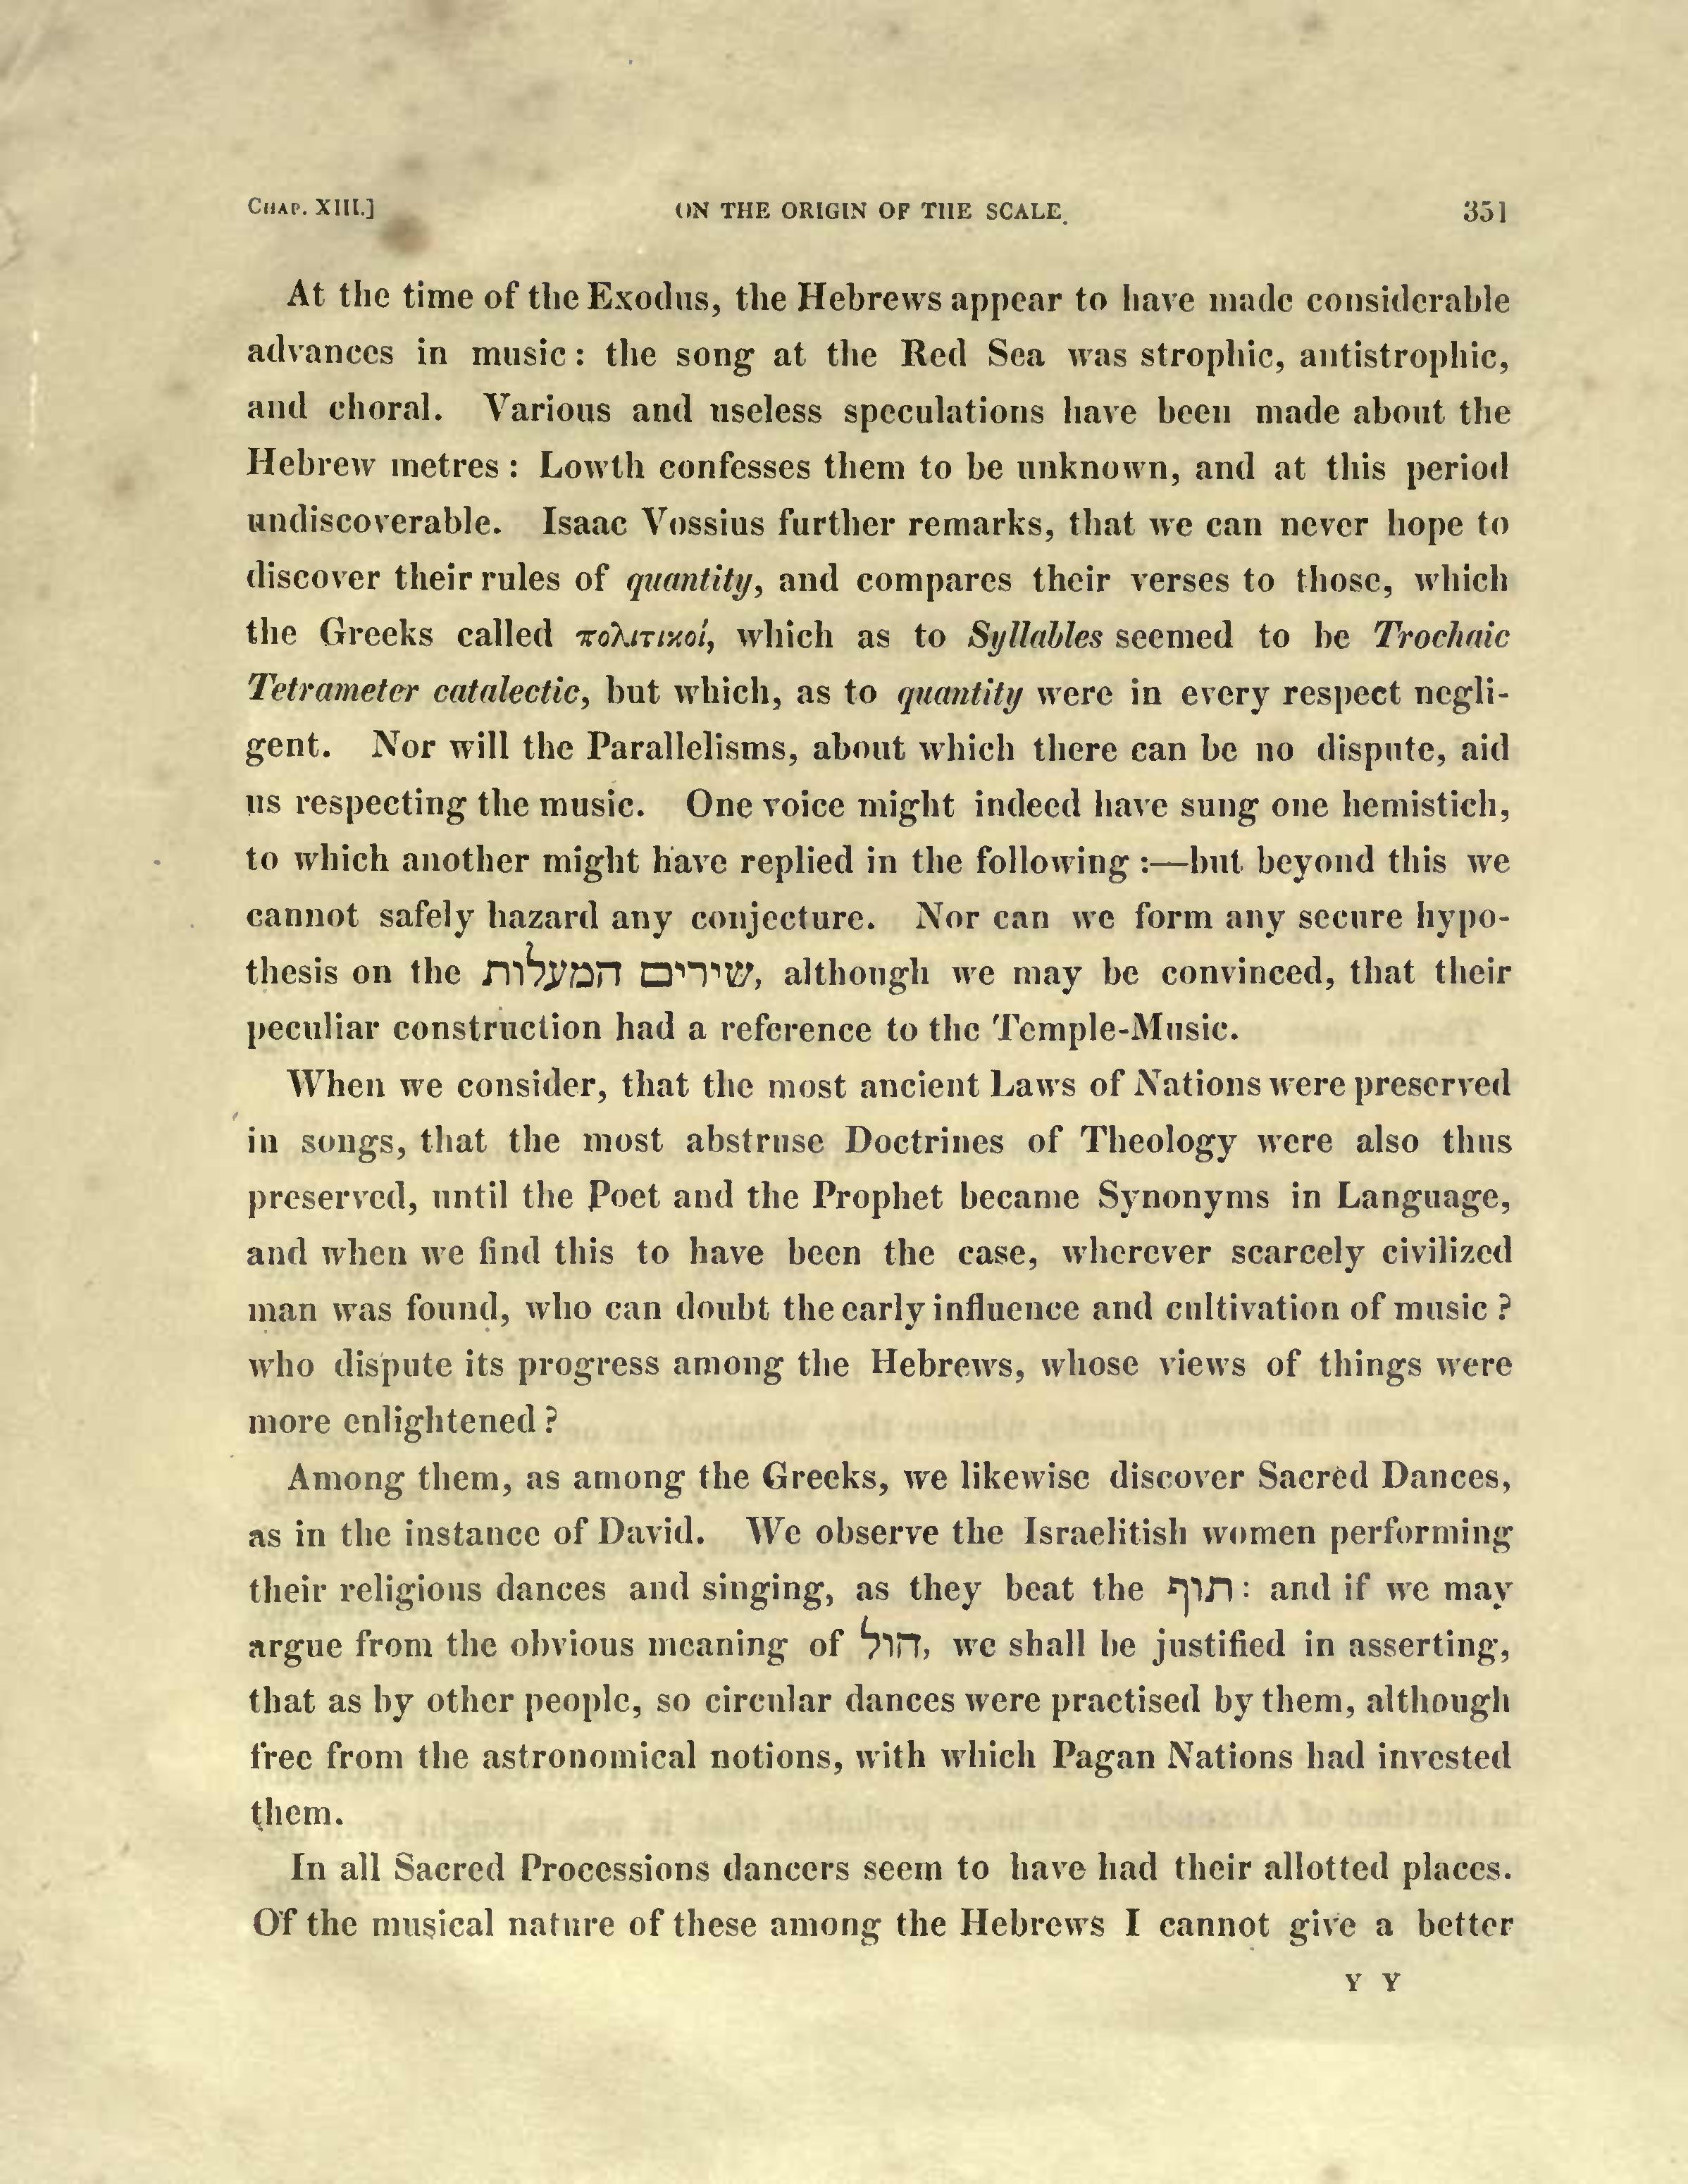 CHAP. XIII.] ON THE ORIGIN OF THE SCALE. 351
At the time of the Exodus, the Hebrews appear to have made considerable
advances in music: the song at the Red Sea was strophic, antistrophic,
and choral. Various and useless speculations have been made about the
Hebrew metres: Lowth confesses them to be unknown, and at this period
undiscoverable. Isaac Vossius further remarks, that we can never hope to
discover their rules of quantity, and compares their verses to those, which
the Greeks called πολιτικοί, which as to Syllables seemed to be Trochaic
Tetrameter catalectic, but which, as to quantity were in every respect negli-
gent. Nor will the Parallelisms, about which there can be no dispute, aid
us respecting the music. One voice might indeed have sung one hemistich,
to which another might have replied in the following :—but beyond this we
cannot safely hazard any conjecture. Nor can we form any secure hypo-
thesis on the שירים המעלות, although we may be convinced, that their
peculiar construction had a reference to the Temple-Music.
When we consider, that the most ancient Laws of Nations were preserved
in songs, that the most abstruse Doctrines of Theology were also thus
preserved, until the Poet and the Prophet became Synonyms in Language,
and when we find this to have been the case, wherever scarcely civilized
man was found, who can doubt the early influence and cultivation of music ?
who dispute its progress among the Hebrews, whose views of things were
more enlightened ?
Among them, as among the Greeks, we likewise discover Sacred Dances,
as in the instance of David. We observe the Israelitish women performing
their religious dances and singing, as they beat the תוף: and if we may
argue from the obvious meaning of הול, we shall be justified in asserting,
that as by other people, so circular dances were practised by them, although
free from the astronomical notions, with which Pagan Nations had invested
them.
In all Sacred Processions dancers seem to have had their allotted places.
Of the musical nature of these among the Hebrews I cannot give a better
Y Y